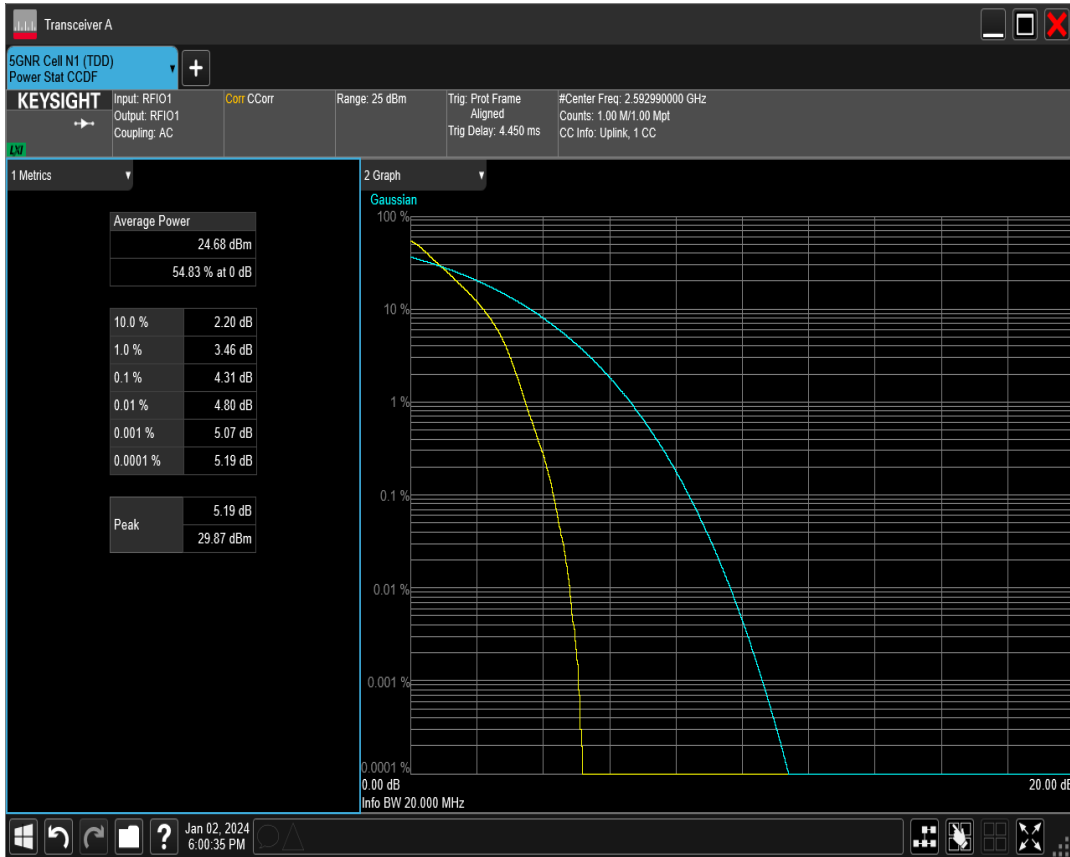 Transceiver A
5GNR Cell N1 (TDD)
Power Stat CCDF
KEYSIGHT
LXI
Input: RFIO1
Output: RFIO1
Coupling: AC
Corr CCorr
Range: 25 dBm
Trig: Prot Frame
Aligned
Trig Delay: 4.450 ms
#Center Freq: 2.592990000 GHz
Counts: 1.00 M/1.00 Mpt
CC Info: Uplink, 1 CC
1 Metrics
Average Power
24.68 dBm
54.83 % at 0 dB
10.0 % 2.20 dB
1.0 % 3.46 dB
0.1 % 4.31 dB
0.01 % 4.80 dB
0.001 % 5.07 dB
0.0001 % 5.19 dB
Peak
5.19 dB
29.87 dBm
2 Graph
Gaussian
100 %
10 %
1 %
0.1 %
0.01 %
0.001 %
0.0001 %
0.00 dB
20.00 dB
Info BW 20.000 MHz
?
Jan 02, 2024
6:00:35 PM